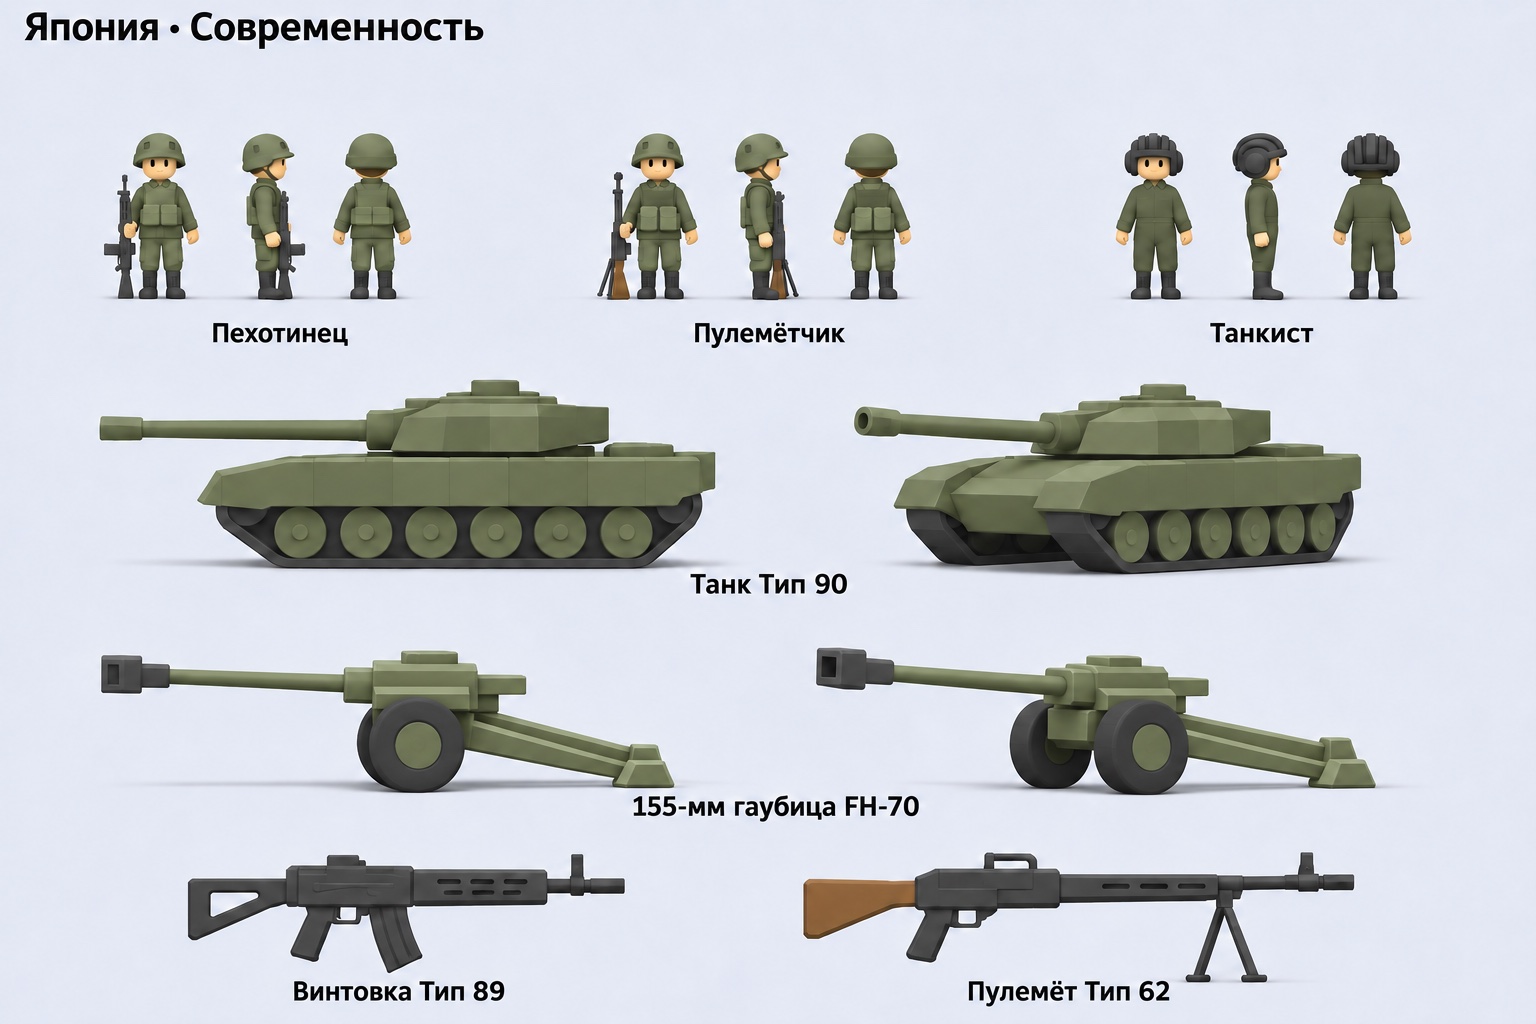 Япония • Современность
Пехотинец
Пулемётчик
Танкист
Танк Тип 90
155-мм гаубица FH-70
Винтовка Тип 89
Пулемёт Тип 62